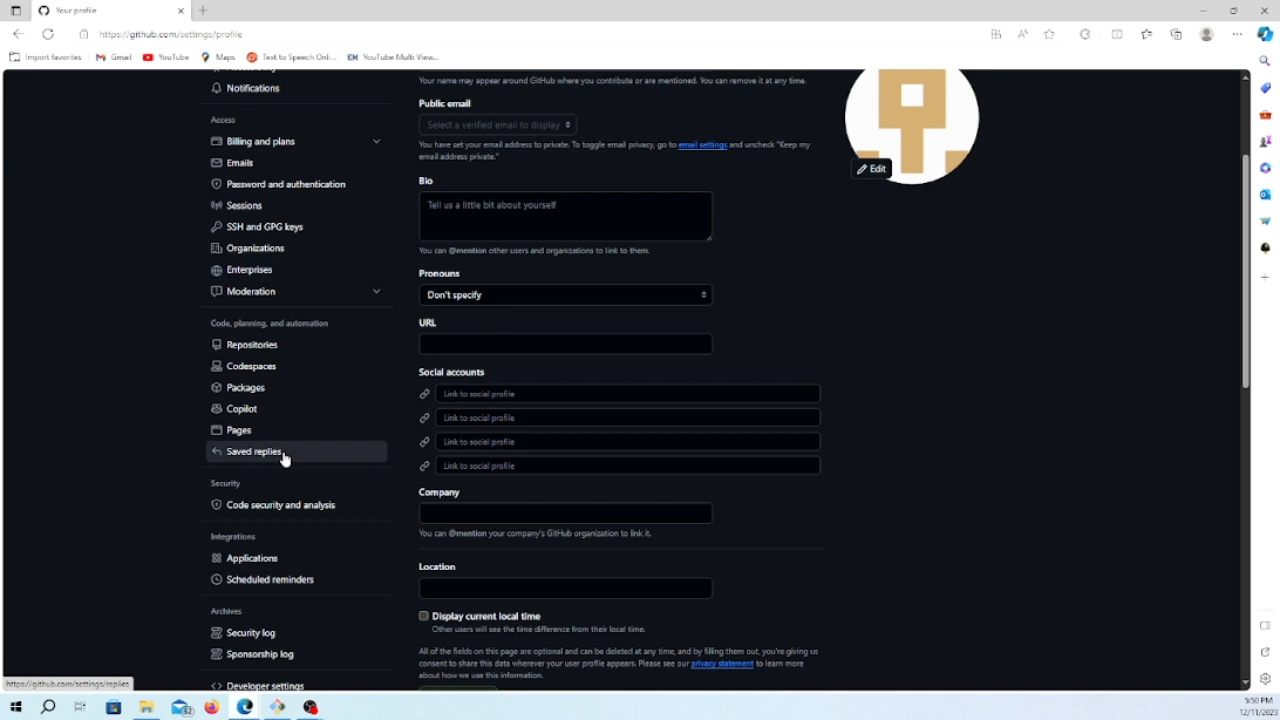 Your profile
https://github.com/settings/profile
Import favorites
Gmail
YouTube
Maps
Text to Speech Onl...
YouTube Multi View...
Notifications
Access
Billing and plans
Emails
Password and authentication
Sessions
SSH and GPG keys
Organizations
Enterprises
Moderation
Code, planning, and automation
Repositories
Codespaces
Packages
Copilot
Pages
Saved replies
Security
Code security and analysis
Integrations
Applications
Scheduled reminders
Archives
Security log
Sponsorship log
Developer settings
https://github.com/settings/replies
Your name may appear around GitHub where you contribute or are mentioned. You can remove it at any time.
Public email
Select a verified email to display
You have set your email address to private. To toggle email privacy, go to email settings and uncheck "Keep my
email address private."
Bio
Tell us a little bit about yourself
You can @mention other users and organizations to link to them.
Pronouns
Don't specify
URL
Social accounts
Link to social profile
Link to social profile
Link to social profile
Link to social profile
Company
You can @mention your company's GitHub organization to link it.
Location
Display current local time
Other users will see the time difference from their local time.
All of the fields on this page are optional and can be deleted at any time, and by filling them out, you're giving us
consent to share this data wherever your user profile appears. Please see our privacy statement to learn more
about how we use this information.
Edit
5:50 PM
12/11/2023